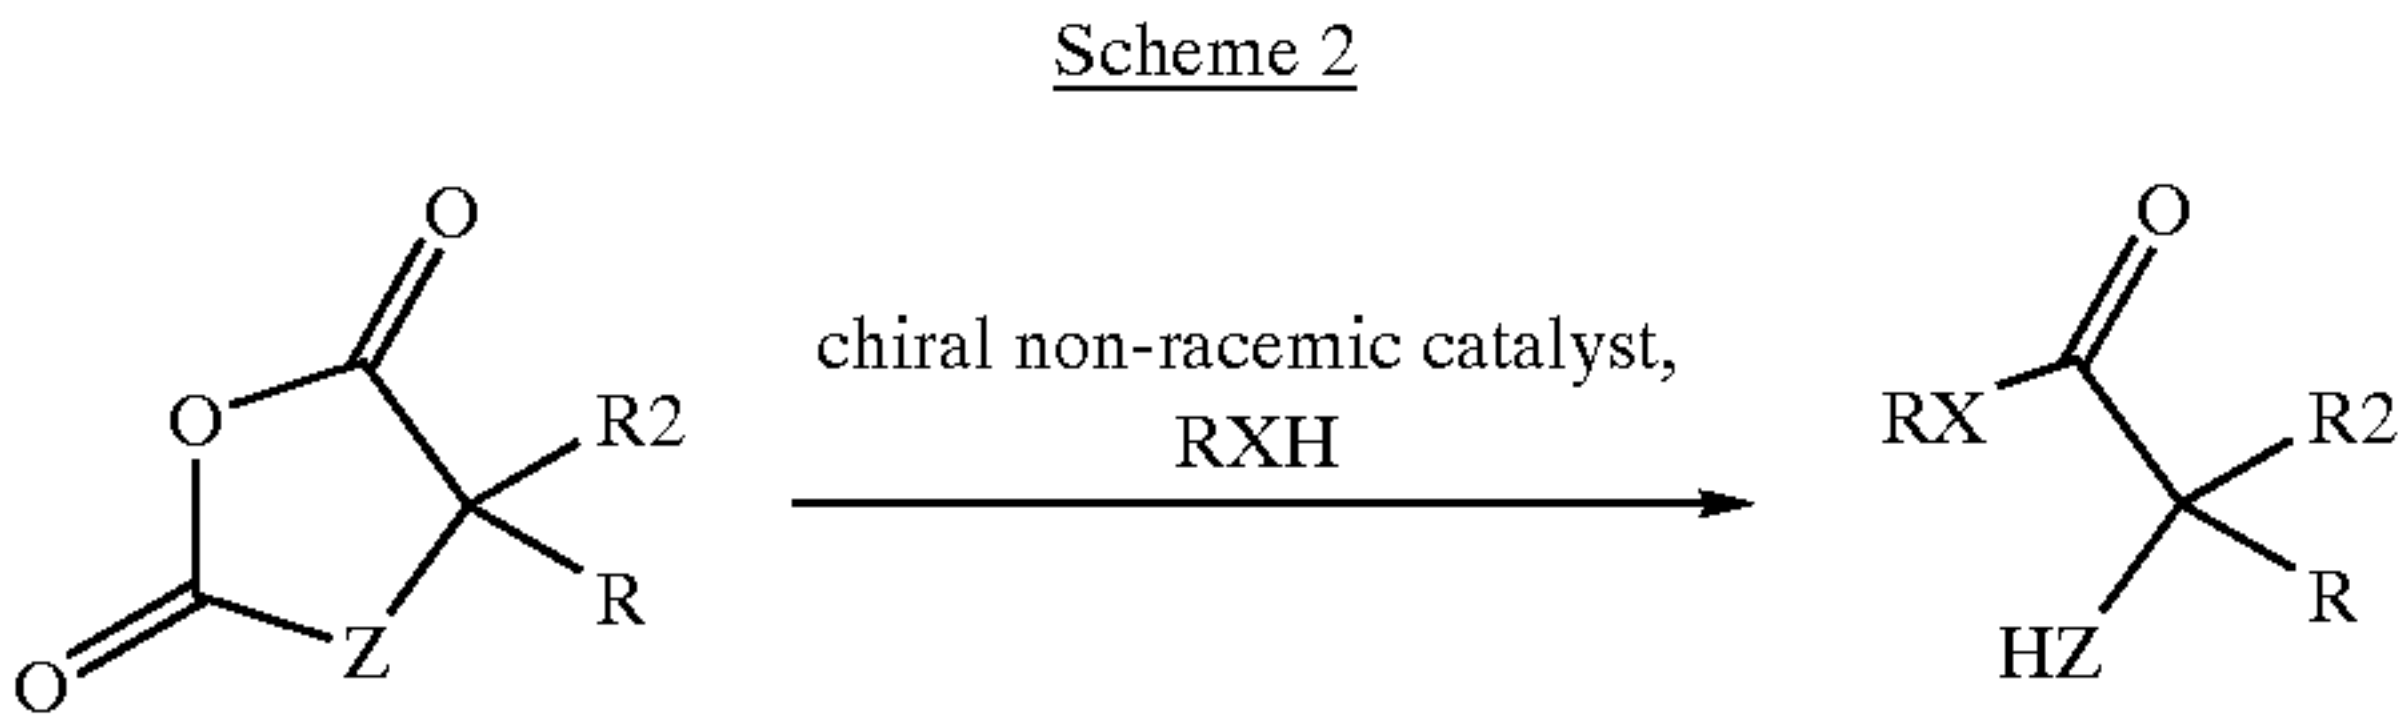 Scheme 2
O
O
R2
R
Z
O
chiral non-racemic catalyst,
RXH
O
RX
R2
R
HZ